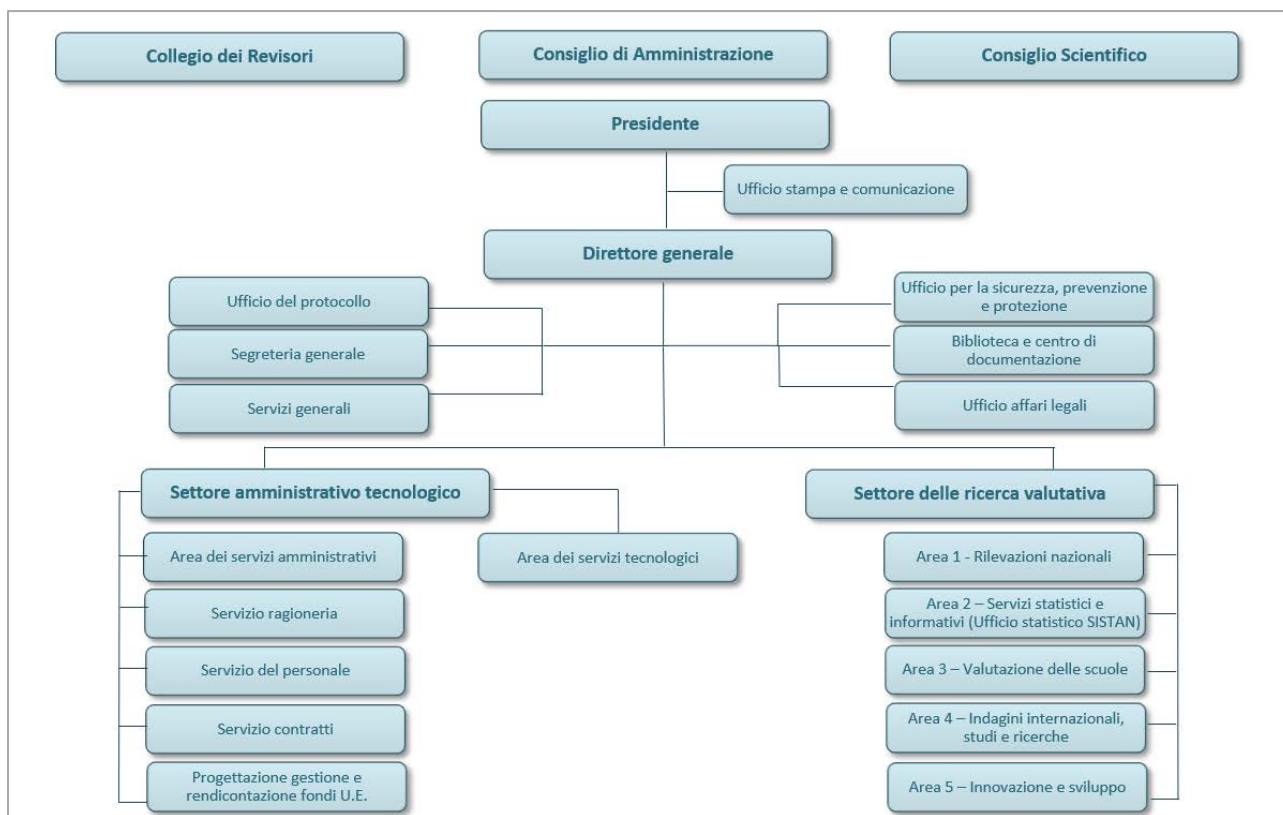 Collegio dei Revisori
Consiglio di Amministrazione
Consiglio Scientifico
Presidente
Ufficio stampa e comunicazione
Direttore generale
Ufficio del protocollo
Segreteria generale
Servizi generali
Ufficio per la sicurezza, prevenzione
e protezione
Biblioteca e centro di
documentazione
Ufficio affari legali
Settore amministrativo tecnologico
Area dei servizi amministrativi
Servizio ragioneria
Servizio del personale
Servizio contratti
Progettazione gestione e
rendicontazione fondi U.E.
Area dei servizi tecnologici
Settore delle ricerca valutativa
Area 1 - Rilevazioni nazionali
Area 2 – Servizi statistici e
informativi (Ufficio statistico SISTAN)
Area 3 – Valutazione delle scuole
Area 4 – Indagini internazionali,
studi e ricerche
Area 5 – Innovazione e sviluppo